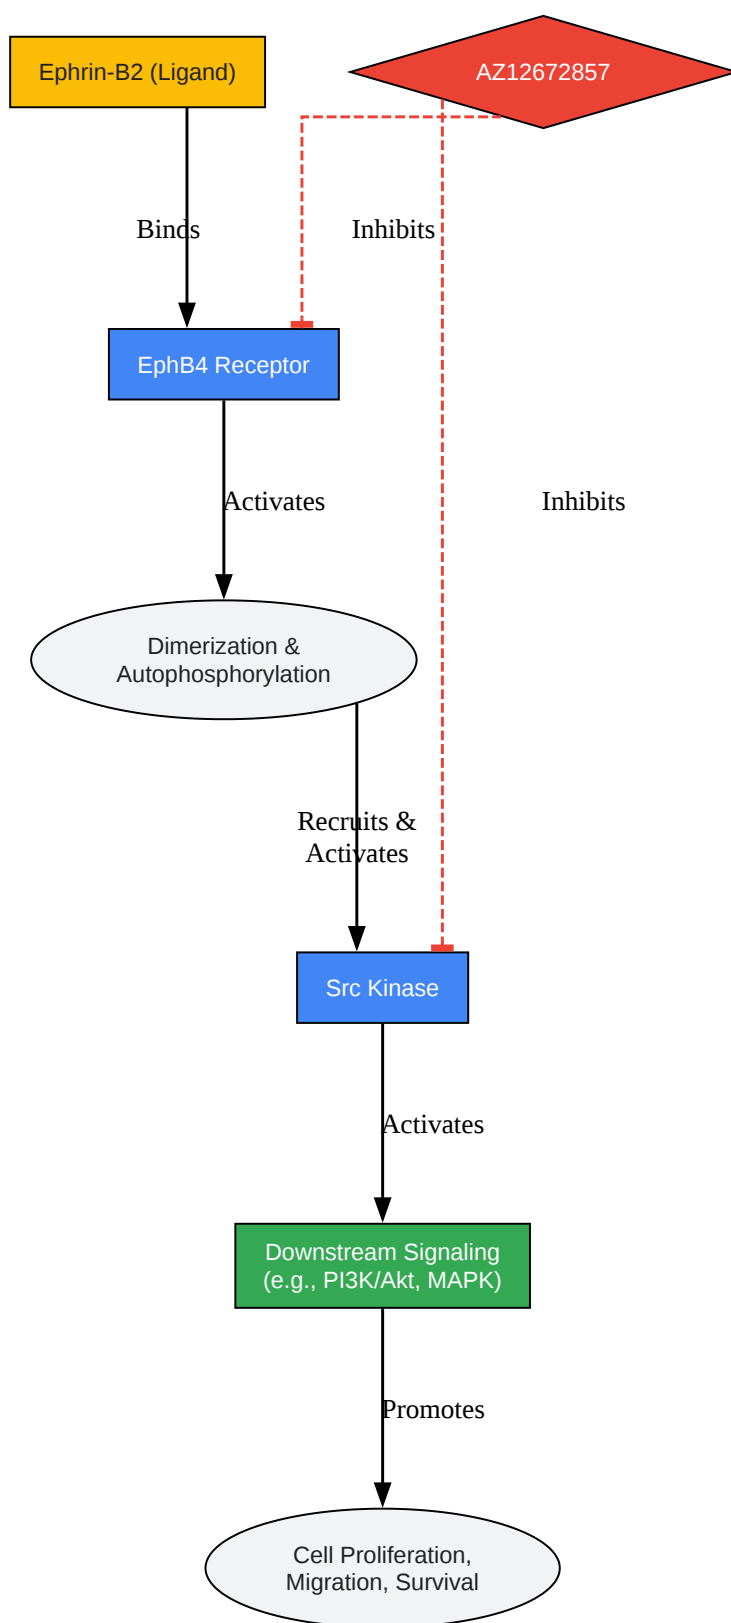 Ephrin-B2 (Ligand)
AZ12672857
Binds
Inhibits
EphB4 Receptor
Activates
Inhibits
Dimerization &
Autophosphorylation
Recruits &
Activates
Src Kinase
Activates
Downstream Signaling
(e.g., PI3K/Akt, MAPK)
Promotes
Cell Proliferation,
Migration, Survival